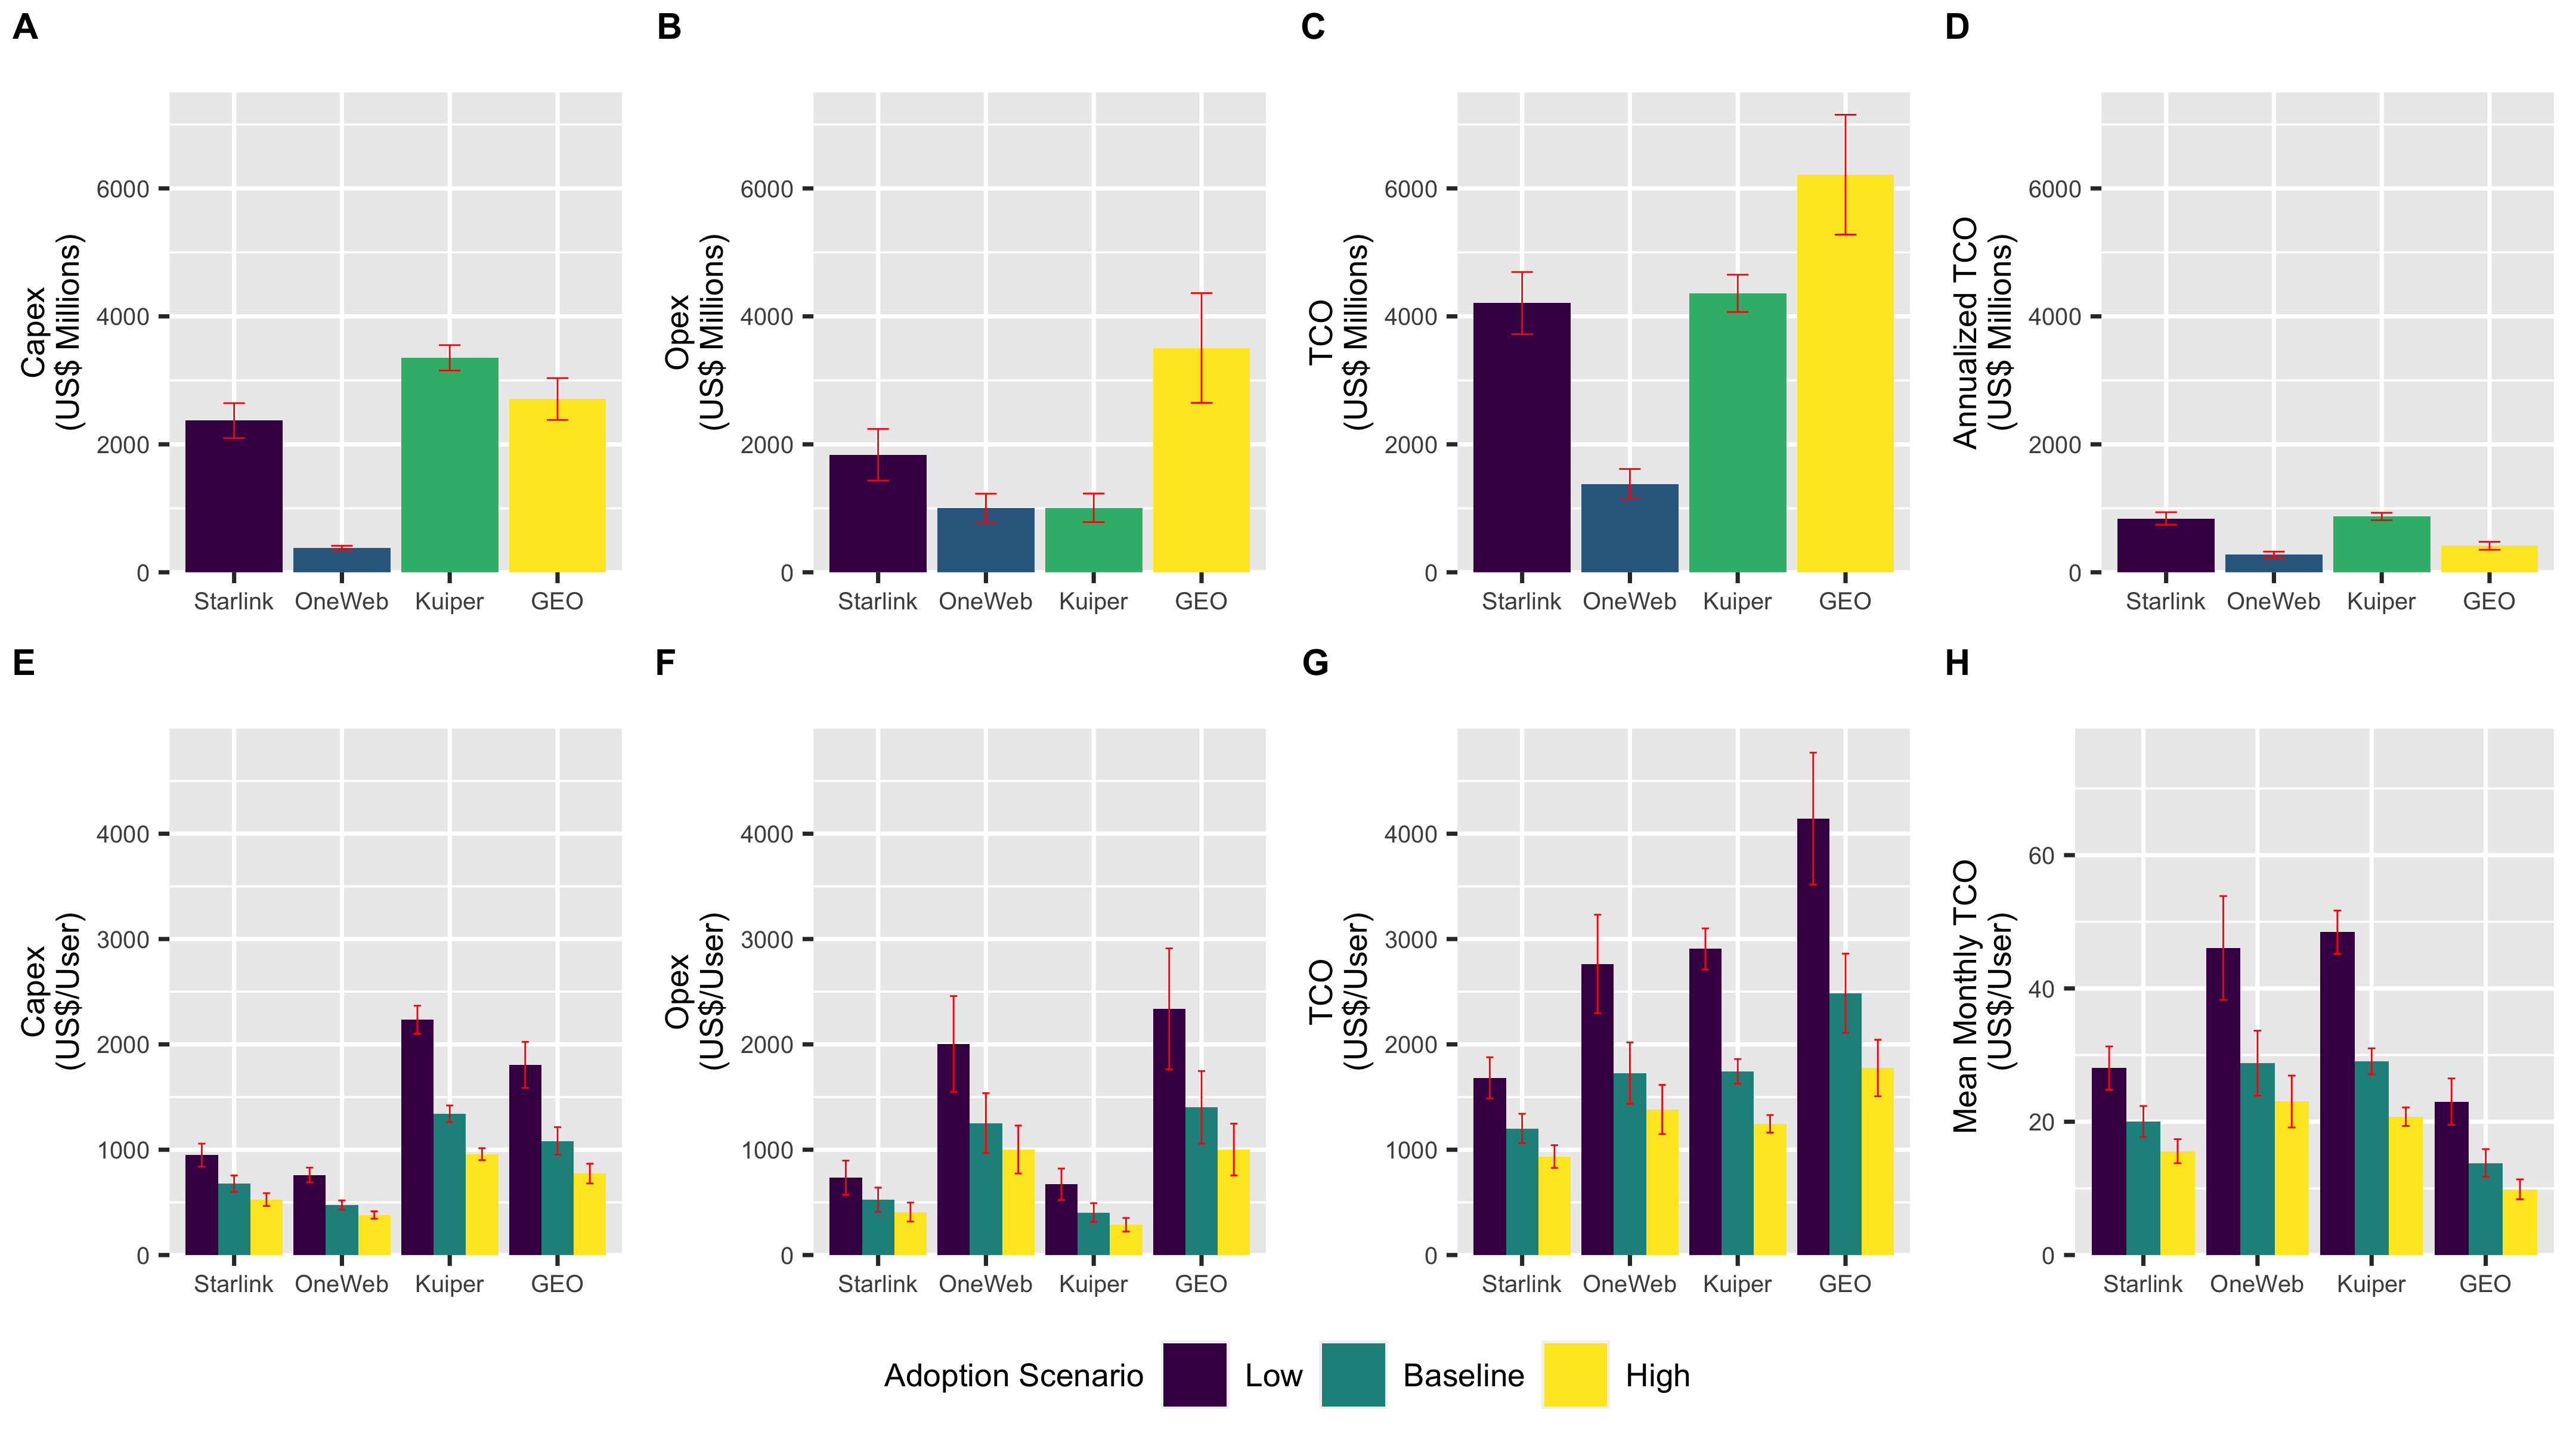 A
B
C
D
Capex
(US$ Millions)
6000
4000
2000
0
Starlink
OneWeb
Kuiper
GEO
Opex
(US$ Millions)
6000
4000
2000
0
Starlink
OneWeb
Kuiper
GEO
TCO
(US$ Millions)
6000
4000
2000
0
Starlink
OneWeb
Kuiper
GEO
Annualized TCO
(US$ Millions)
6000
4000
2000
0
Starlink
OneWeb
Kuiper
GEO
E
F
G
H
Capex
(US$/User)
4000
3000
2000
1000
0
Starlink
OneWeb
Kuiper
GEO
Opex
(US$/User)
4000
3000
2000
1000
0
Starlink
OneWeb
Kuiper
GEO
TCO
(US$/User)
4000
3000
2000
1000
0
Starlink
OneWeb
Kuiper
GEO
Mean Monthly TCO
(US$/User)
60
40
20
0
Starlink
OneWeb
Kuiper
GEO
Adoption Scenario
Low
Baseline
High